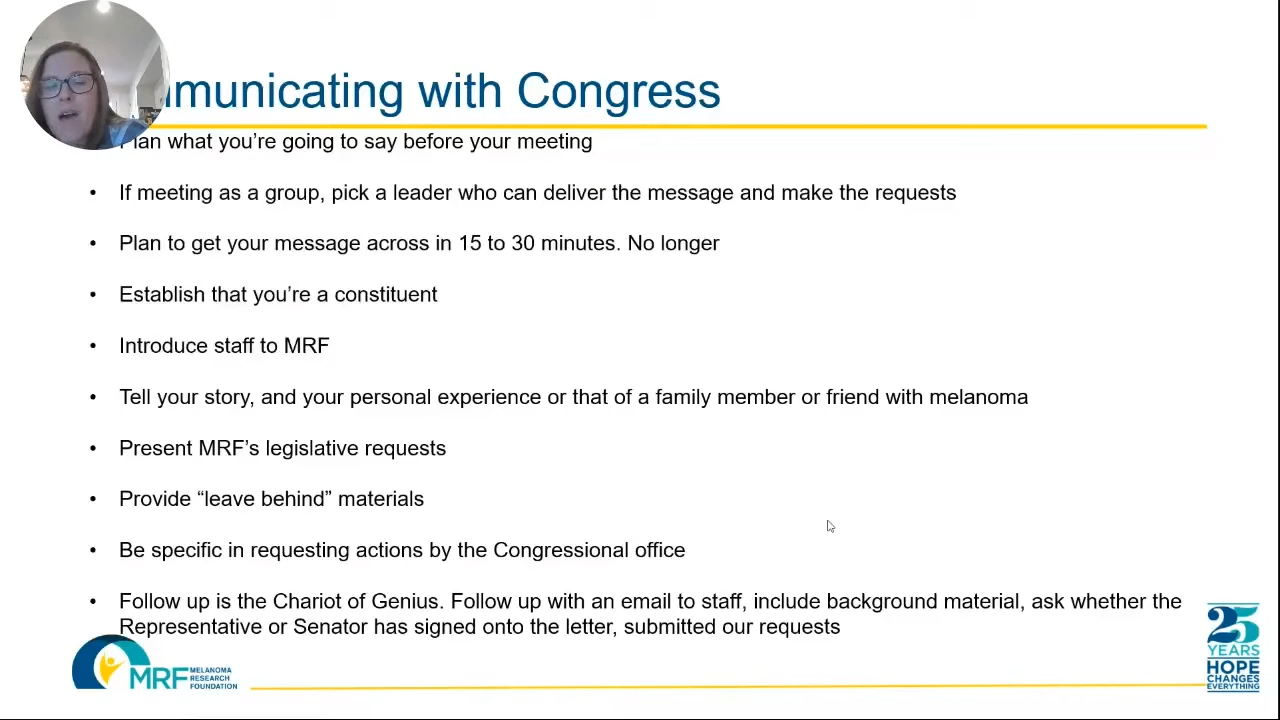 mmunicating with Congress
Plan what you’re going to say before your meeting
• If meeting as a group, pick a leader who can deliver the message and make the requests
• Plan to get your message across in 15 to 30 minutes. No longer
• Establish that you’re a constituent
• Introduce staff to MRF
• Tell your story, and your personal experience or that of a family member or friend with melanoma
• Present MRF’s legislative requests
• Provide “leave behind” materials
• Be specific in requesting actions by the Congressional office
• Follow up is the Chariot of Genius. Follow up with an email to staff, include background material, ask whether the
Representative or Senator has signed onto the letter, submitted our requests
MRF MELANOMA
RESEARCH
FOUNDATION
25
YEARS
HOPE
CHANGES
EVERYTHING